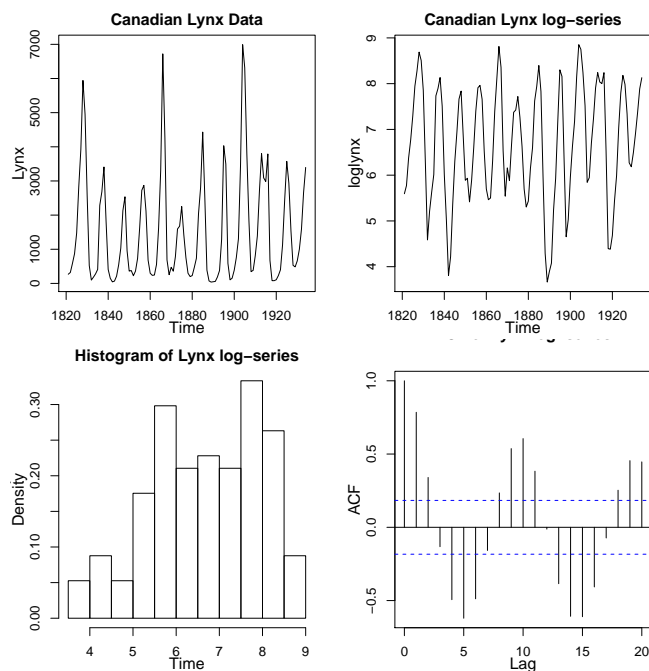 Canadian Lynx Data
Lynx
0 1000 3000 5000 7000
1820 1840 1860 1880 1900 1920
Time
Canadian Lynx log−series
loglynx
4 5 6 7 8 9
1820 1840 1860 1880 1900 1920
Time
Histogram of Lynx log−series
Density
0.00 0.10 0.20 0.30
4 5 6 7 8 9
Time
ACF
−0.5 0.0 0.5 1.0
0 5 10 15 20
Lag